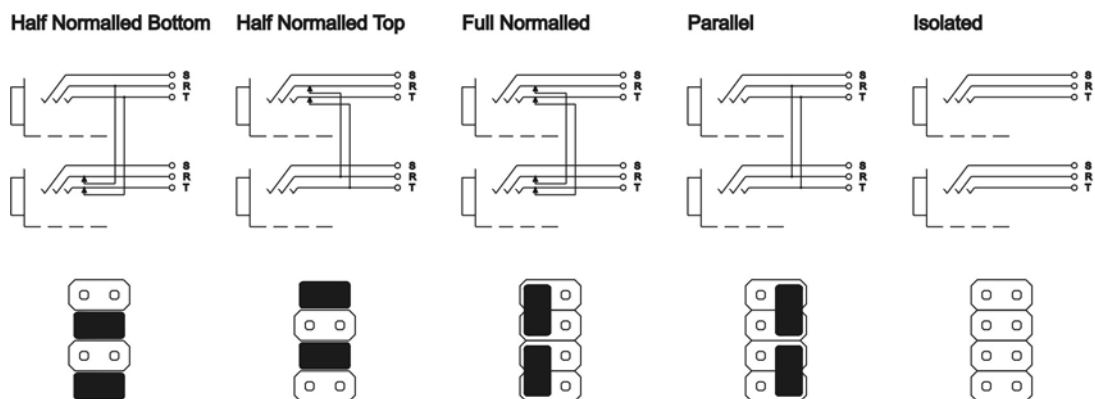 Half Normalled Bottom Half Normalled Top Full Normalled Parallel Isolated
S S S S S
R R R R R
T T T T T
S S S S S
R R R R R
T T T T T